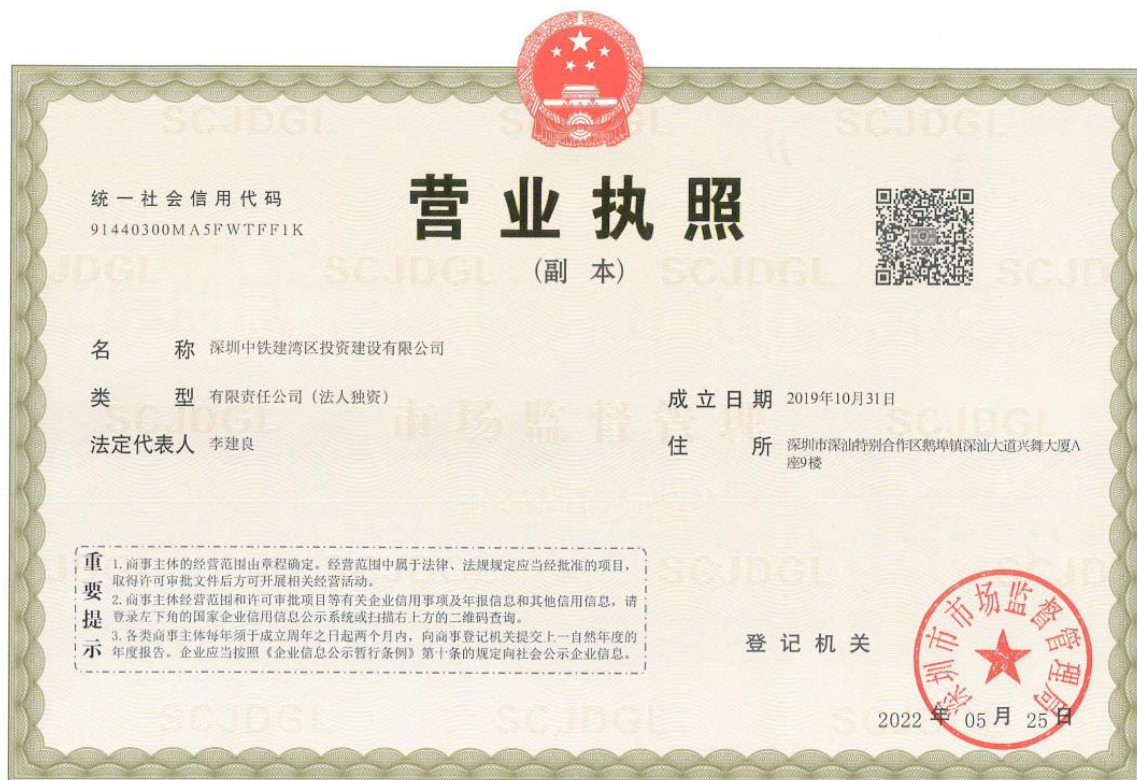 统一社会信用代码
91440300MA5FWTFF1K
营业执照
(副 本)
名 称 深圳中铁建湾区投资建设有限公司
类 型 有限责任公司（法人独资）
成立日期 2019年10月31日
法定代表人 李建良
住 所 深圳市深汕特别合作区鹅埠镇深汕大道兴舞大厦A
座9楼
重要提示
1. 商事主体的经营范围由章程确定。经营范围中属于法律、法规规定应当经批准的项目，
取得许可审批文件后方可开展相关经营活动。
2. 商事主体经营范围和许可审批项目等有关企业信用事项及年报信息和其他信用信息，请
登录左下角的国家企业信用信息公示系统或扫描右上方的二维码查询。
3. 各类商事主体每年须于成立周年之日起两个月内，向商事登记机关提交上一自然年度的
年度报告。企业应当按照《企业信息公示暂行条例》第十条的规定向社会公示企业信息。
登记机关
深圳市市场监督管理局
2022 年 05 月 25 日
SCJDGL
市场监督管理